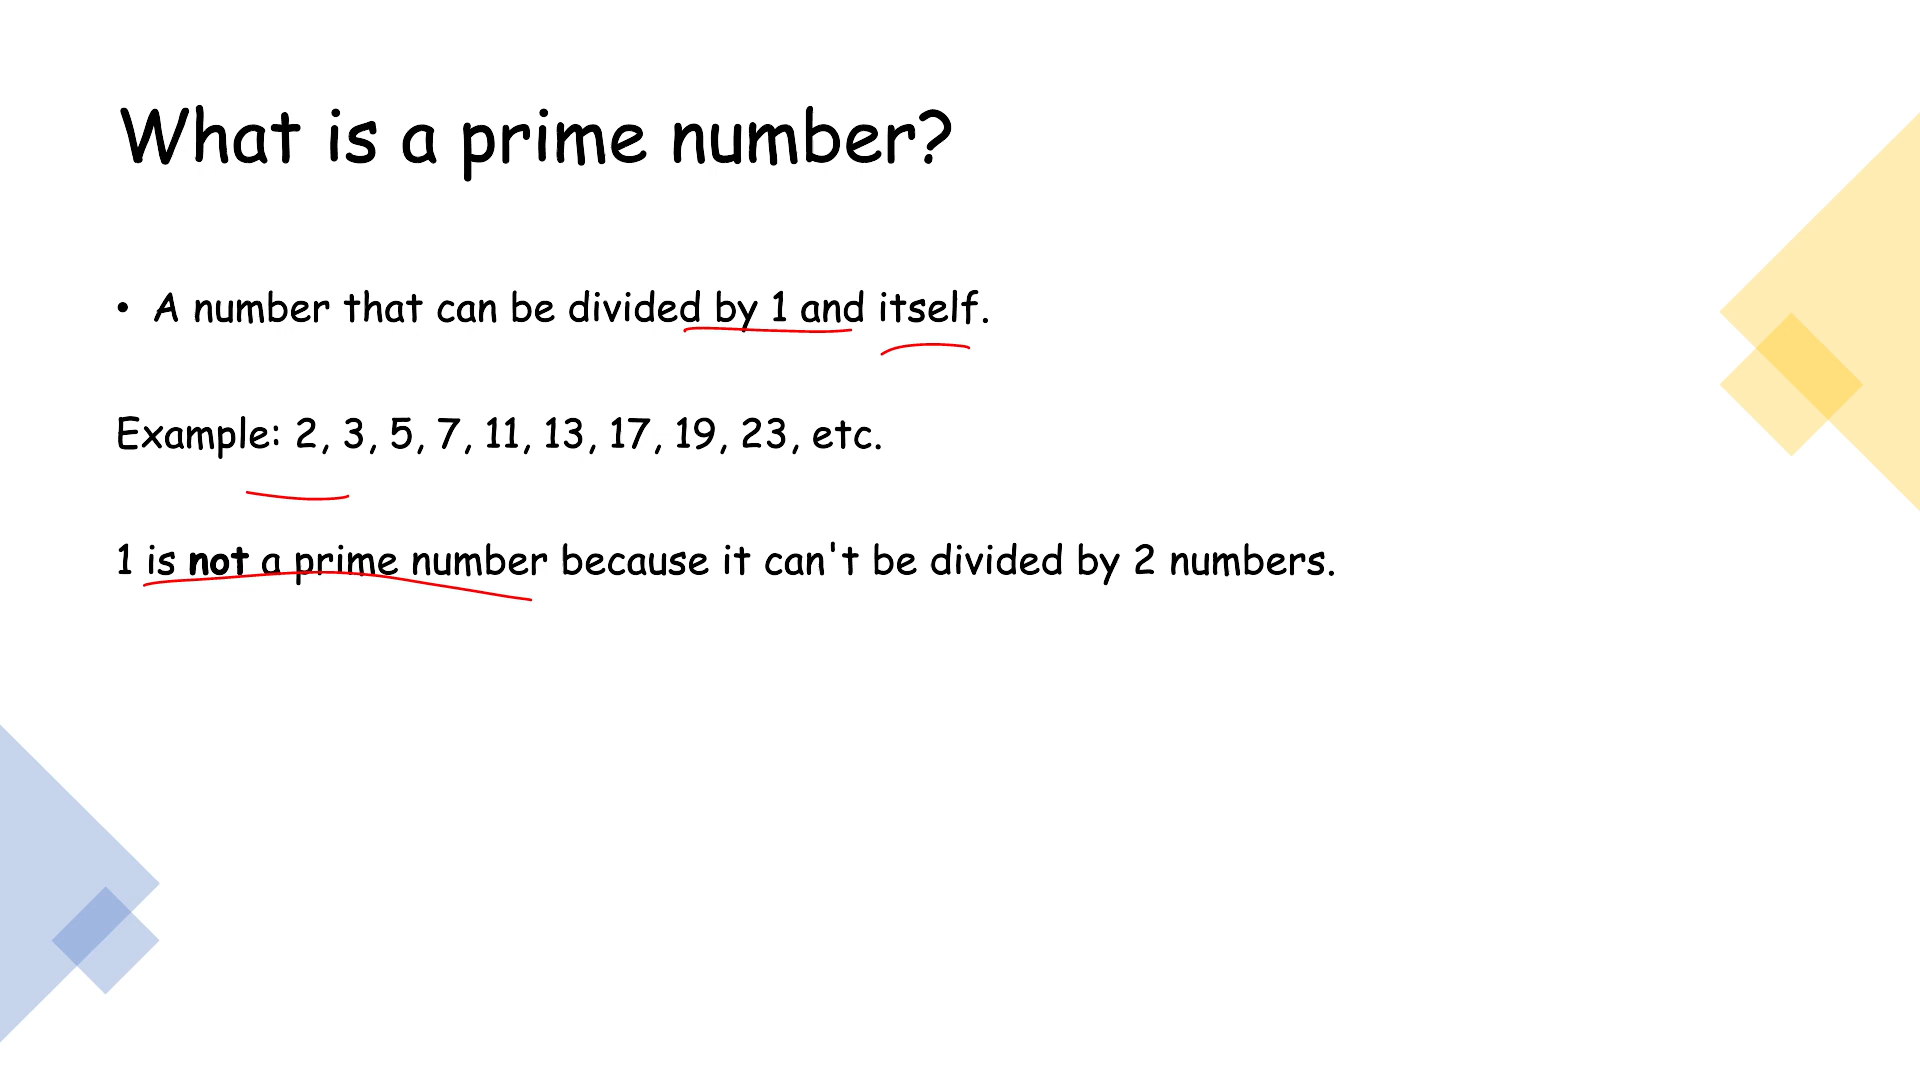 What is a prime number?
• A number that can be divided by 1 and itself.
Example: 2, 3, 5, 7, 11, 13, 17, 19, 23, etc.
1 is not a prime number because it can't be divided by 2 numbers.